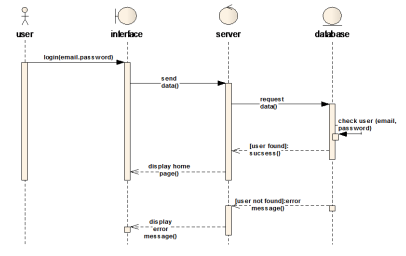 user
interface
server
database
login(email.password)
send
data()
request
data()
check user (email,
password)
[user found]:
sucsess()
display home
page()
[user not found]:error
message()
display
error
message()